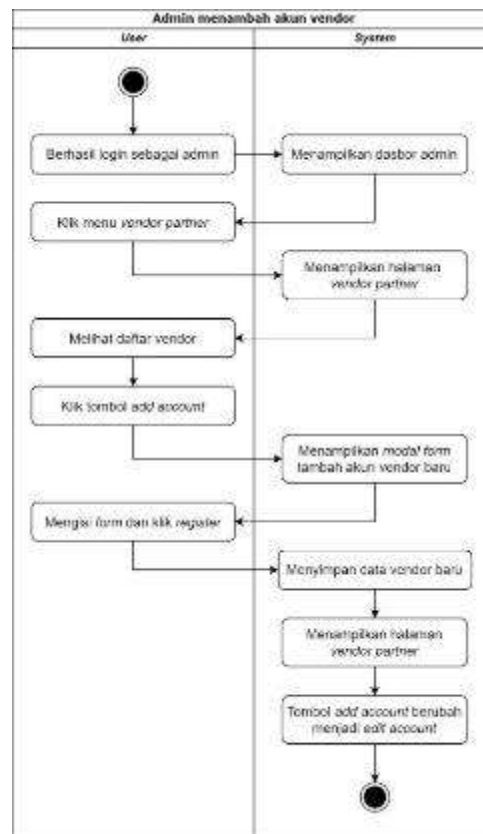 Admin menambah akun vendor
User
System
Berhasil login sebagai admin
Menampilkan dasbor admin
Klik menu vendor partner
Menampilkan halaman
vendor partner
Melihat daftar vendor
Klik tombol add account
Menampilkan modal form
tambah akun vendor baru
Mengisi form dan klik register
Menyimpan data vendor baru
Menampilkan halaman
vendor partner
Tombol add account berubah
menjadi edit account